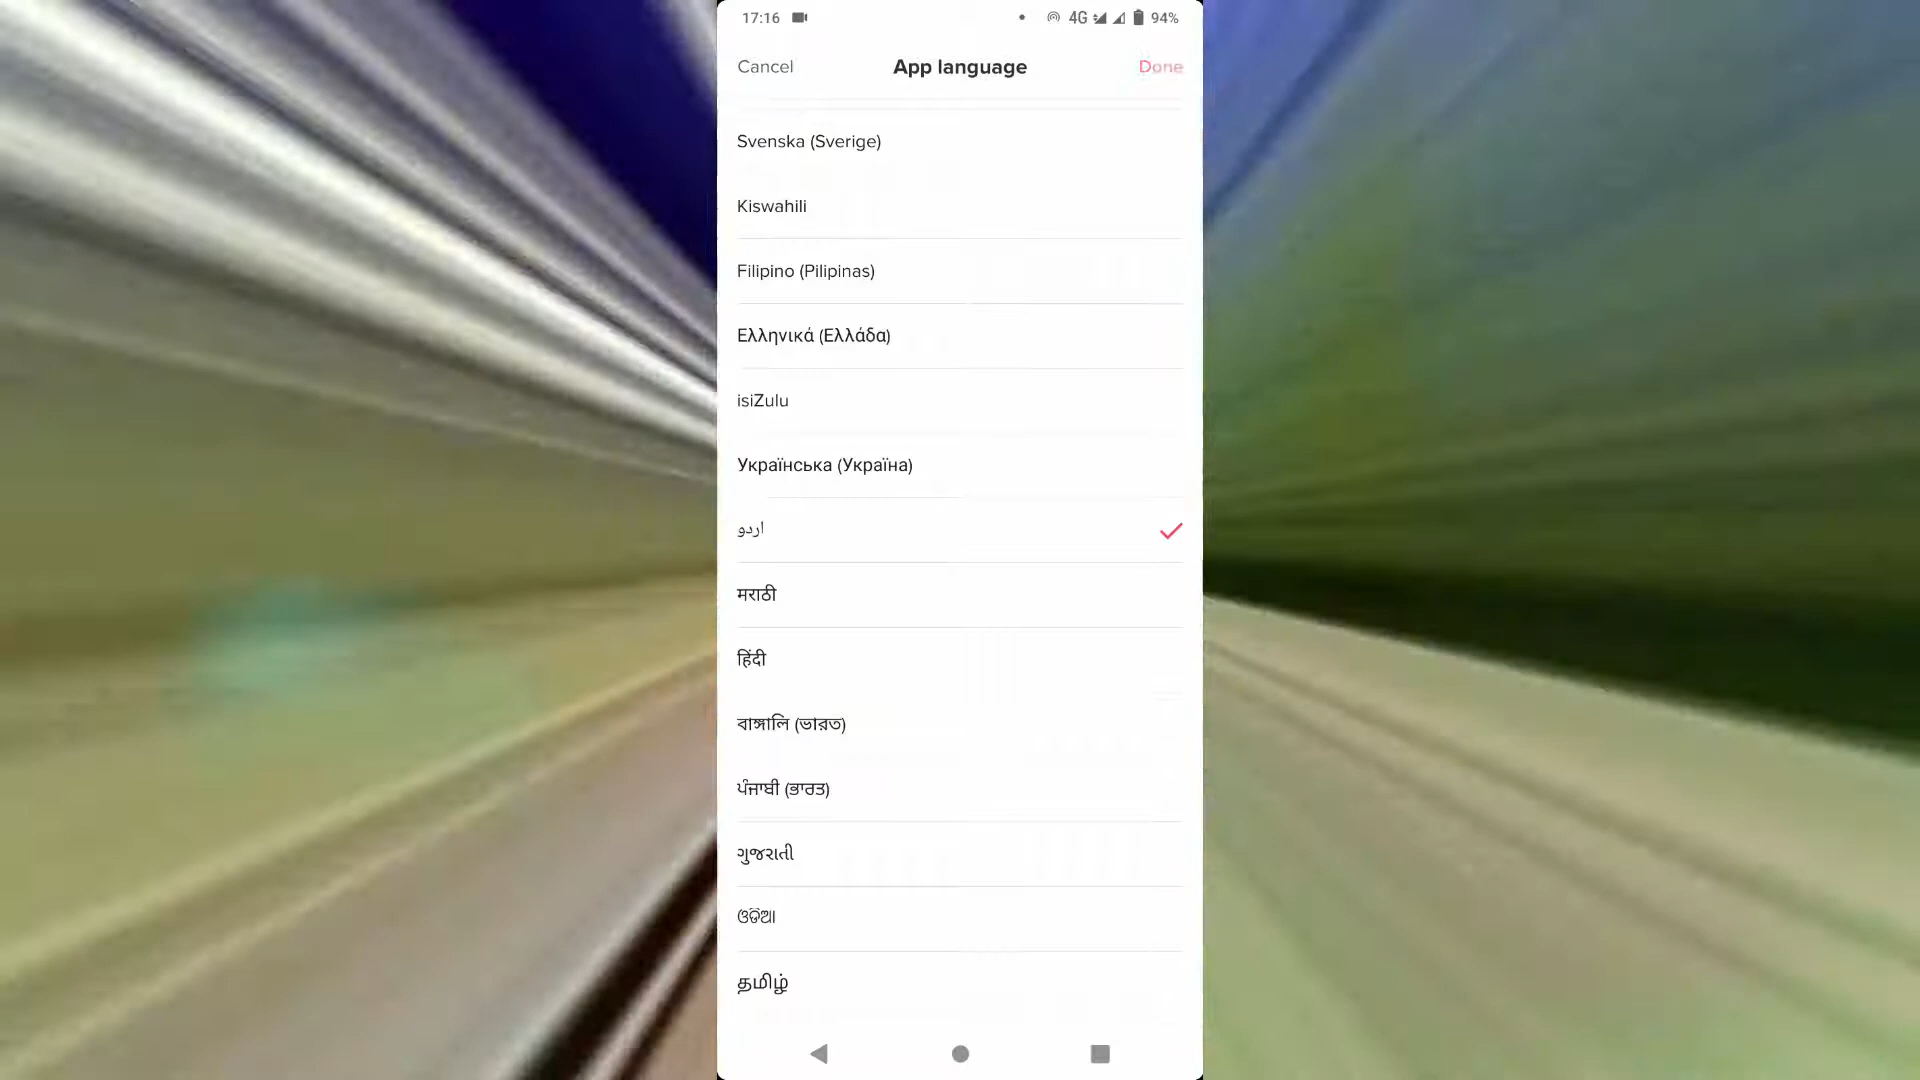 17:16 4G 94%
Cancel App language Done
Svenska (Sverige)
Kiswahili
Filipino (Pilipinas)
Ελληνικά (Ελλάδα)
isiZulu
Українська (Україна)
اردو
मराठी
हिंदी
বাঙ্গালি (ভারত)
ਪੰਜਾਬੀ (ਭਾਰਤ)
ગુજરાતી
ଓଡିଆ
தமிழ்